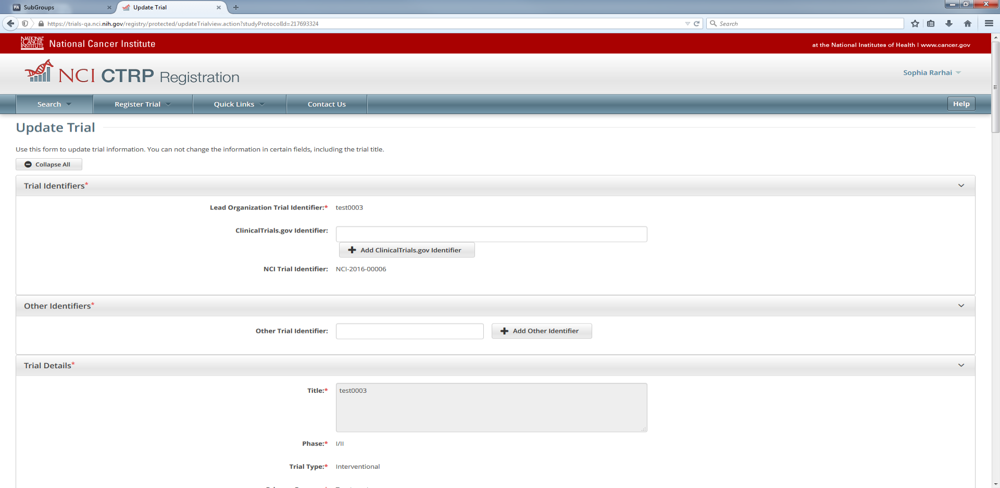 PA SubGroups
Update Trial
https://trials-qa.nci.nih.gov/registry/protected/updateTrialview.action?studyProtocolId=217693324
Search
NATIONAL CANCER INSTITUTE
National Cancer Institute
at the National Institutes of Health | www.cancer.gov
NCI CTRP Registration
Sophia Rarhai
Search
Register Trial
Quick Links
Contact Us
Help
Update Trial
Use this form to update trial information. You can not change the information in certain fields, including the trial title.
Collapse All
Trial Identifiers*
Lead Organization Trial Identifier:* test0003
ClinicalTrials.gov Identifier:
Add ClinicalTrials.gov Identifier
NCI Trial Identifier: NCI-2016-00006
Other Identifiers*
Other Trial Identifier:
Add Other Identifier
Trial Details*
Title:* test0003
Phase:* I/II
Trial Type:* Interventional